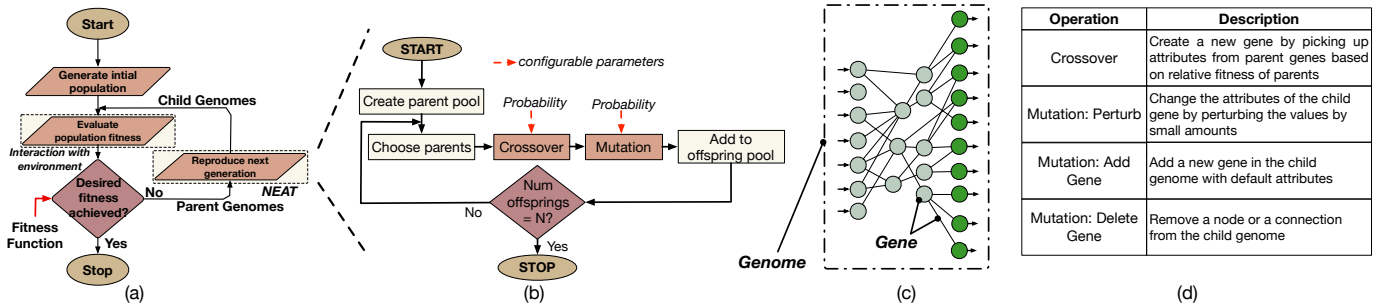 Start
Generate intial
population
Child Genomes
Evaluate
population fitness
Interaction with
environment
Reproduce next
generation
NEAT
Desired
fitness
achieved?
No
Parent Genomes
Fitness
Function
Yes
Stop
(a)
START
configurable parameters
Create parent pool
Probability
Probability
Choose parents
Crossover
Mutation
Add to
offspring pool
Num
offsprings
= N?
No
Yes
STOP
(b)
Genome
Gene
(c)
Operation
Description
Crossover
Create a new gene by picking up
attributes from parent genes based
on relative fitness of parents
Mutation: Perturb
Change the attributes of the child
gene by perturbing the values by
small amounts
Mutation: Add
Gene
Add a new gene in the child
genome with default attributes
Mutation: Delete
Gene
Remove a node or a connection
from the child genome
(d)